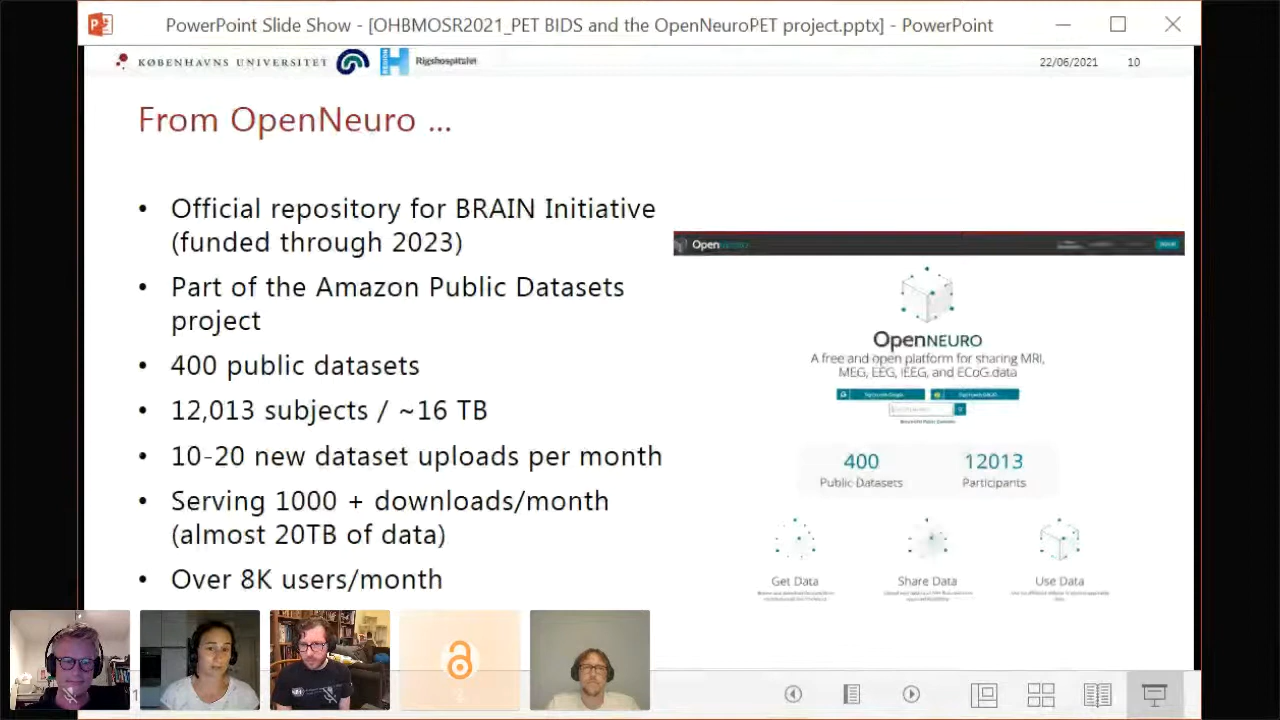 PowerPoint Slide Show - [OHBMOSR2021_PET BIDS and the OpenNeuroPET project.pptx] - PowerPoint
KØBENHAVNS UNIVERSITET
REGION
Rigshospitalet
22/06/2021 10
From OpenNeuro ...
• Official repository for BRAIN Initiative
(funded through 2023)
• Part of the Amazon Public Datasets
project
• 400 public datasets
• 12,013 subjects / ~16 TB
• 10-20 new dataset uploads per month
• Serving 1000 + downloads/month
(almost 20TB of data)
• Over 8K users/month
OpenNEURO
OpenNEURO
A free and open platform for sharing MRI,
MEG, EEG, iEEG, and ECoG data
400 12013
Public Datasets Participants
Get Data Share Data Use Data